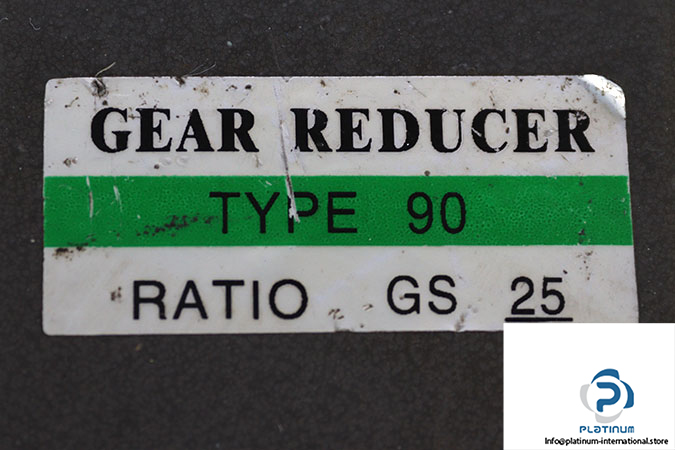 GEAR REDUCER
TYPE 90
RATIO GS 25
PLATINUM
Info@platinum-international.store